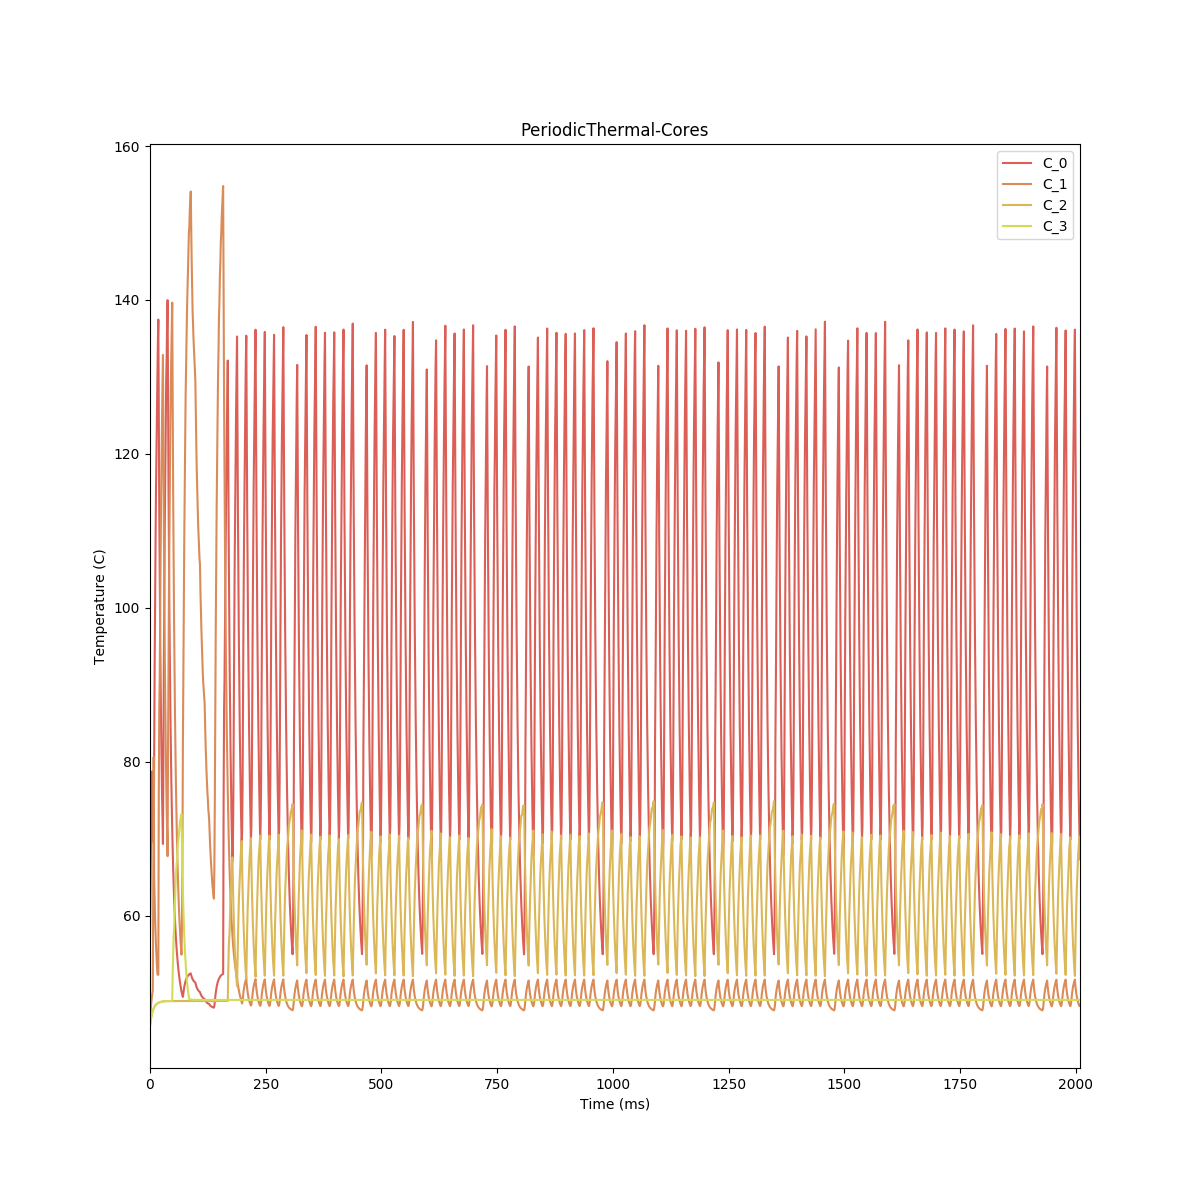 PeriodicThermal-Cores
160
140
120
100
80
60
Temperature (C)
C_0
C_1
C_2
C_3
0 250 500 750 1000 1250 1500 1750 2000
Time (ms)